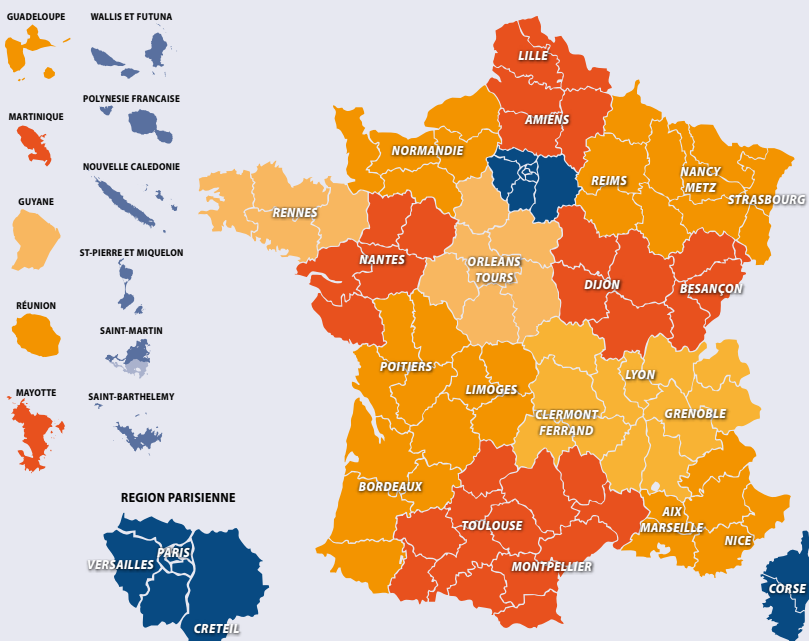 GUADELOUPE
WALLIS ET FUTUNA
MARTINIQUE
POLYNESIE FRANCAISE
NOUVELLE CALEDONIE
GUYANE
ST-PIERRE ET MIQUELON
RÉUNION
SAINT-MARTIN
MAYOTTE
SAINT-BARTHELEMY
REGION PARISIENNE
PARIS
VERSAILLES
CRETEIL
LILLE
AMIENS
NORMANDIE
REIMS
NANCY
METZ
STRASBOURG
RENNES
NANTES
ORLEANS
TOURS
DIJON
BESANÇON
POITIERS
LIMOGES
LYON
CLERMONT
FERRAND
GRENOBLE
BORDEAUX
TOULOUSE
AIX
MARSEILLE
NICE
MONTPELLIER
CORSE